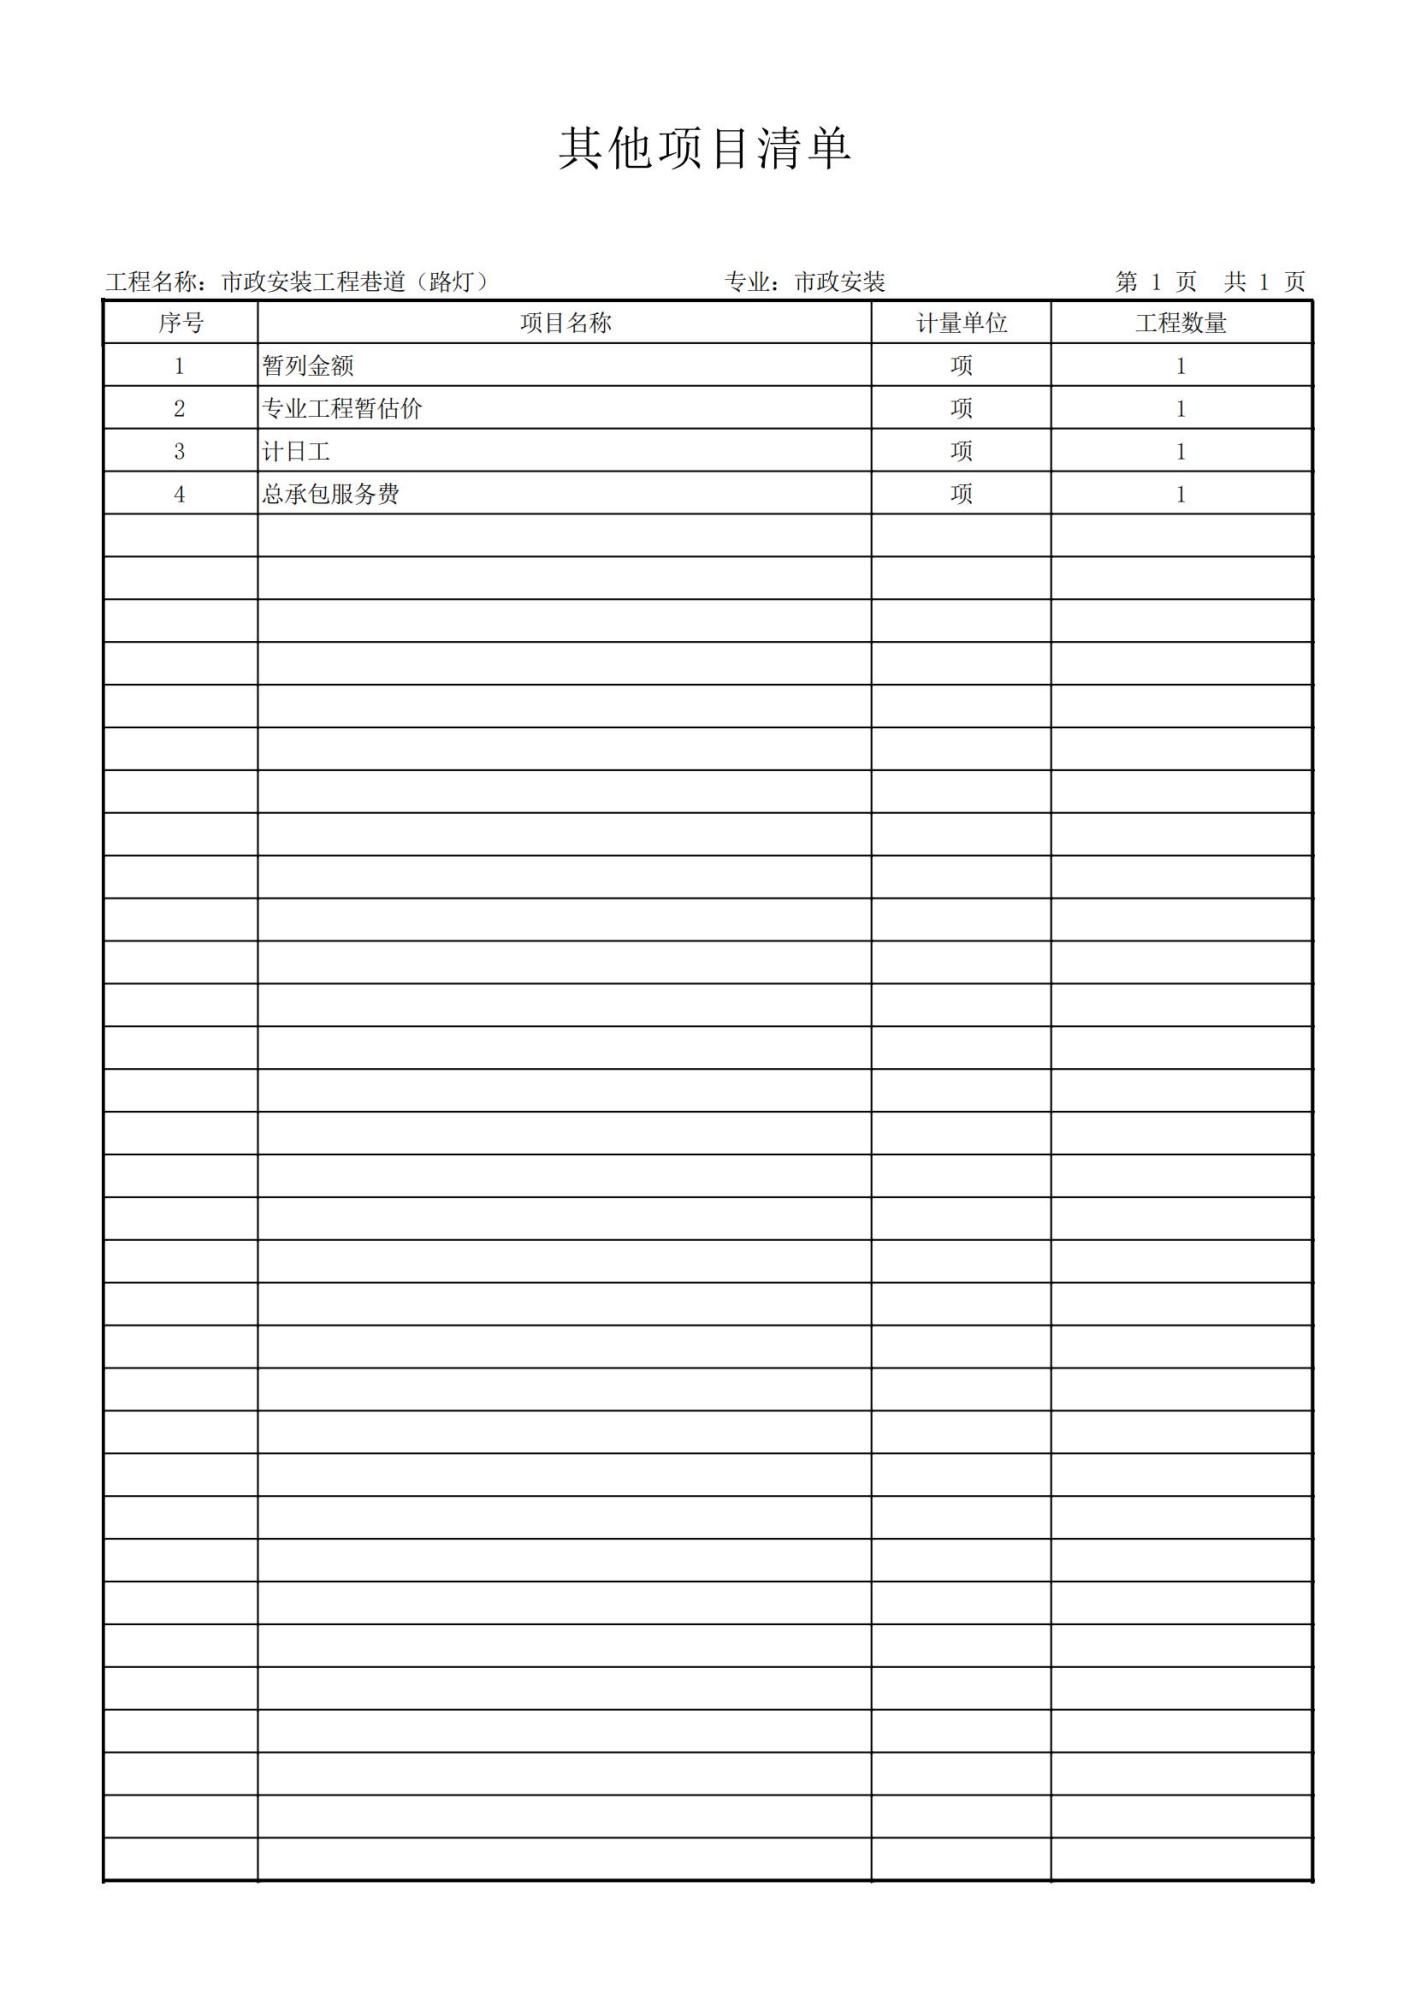 其他项目清单
工程名称：市政安装工程巷道（路灯） 专业：市政安装 第 1 页 共 1 页
序号 项目名称 计量单位 工程数量
1 暂列金额 项 1
2 专业工程暂估价 项 1
3 计日工 项 1
4 总承包服务费 项 1